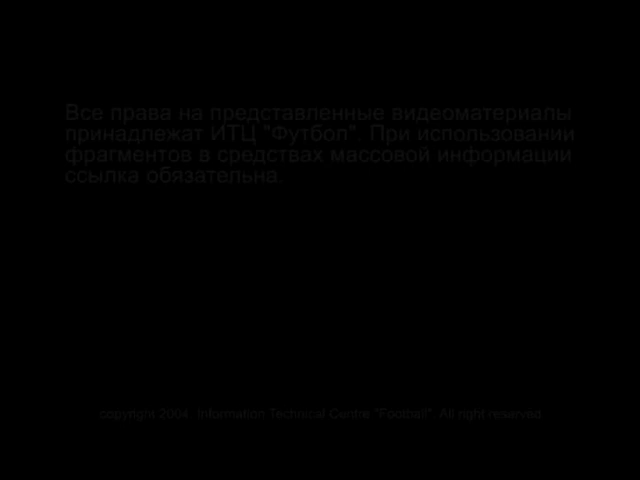 Все права на представленные видеоматериалы
принадлежат ИТЦ "Футбол". При использовании
фрагментов в средствах массовой информации
ссылка обязательна.
copyright 2004. Information Technical Centre "Football". All right reserved.